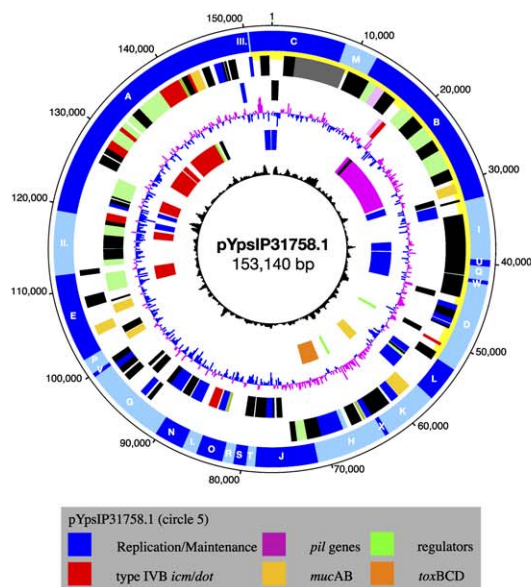 150,000
1
10,000
20,000
30,000
40,000
50,000
60,000
70,000
80,000
90,000
100,000
110,000
120,000
130,000
140,000
III.
C
M
B
I
U
Q
W
D
L
K
X
H
J
T
S
R
O
L
N
G
E
II.
A
pYpsIP31758.1
153,140 bp
pYpsIP31758.1 (circle 5)
Replication/Maintenance pil genes regulators
type IVB icm/dot mucAB toxBCD